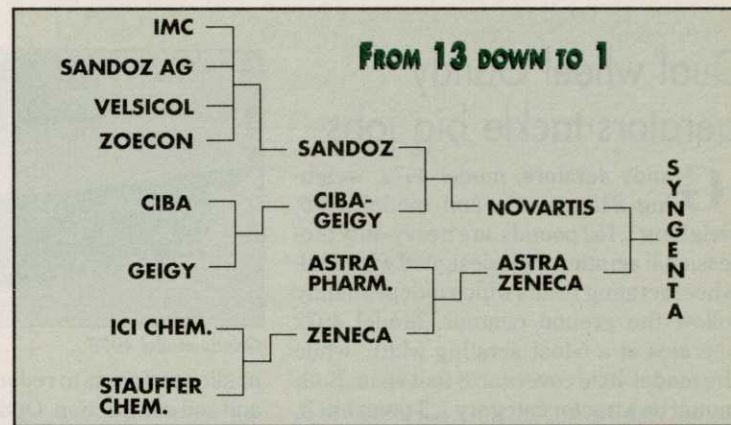 FROM 13 DOWN TO 1
IMC
SANDOZ AG
VELSICOL
ZOECON
SANDOZ
CIBA
CIBA-
GEIGY
GEIGY
NOVARTIS
ASTRA
PHARM.
ASTRA
ZENECA
ICI CHEM.
ZENECA
STAUFFER
CHEM.
SYNGENTA